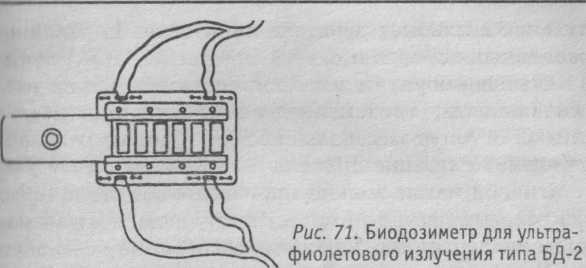 Рис. 71. Биодозиметр для ультра-
фиолетового излучения типа БД-2